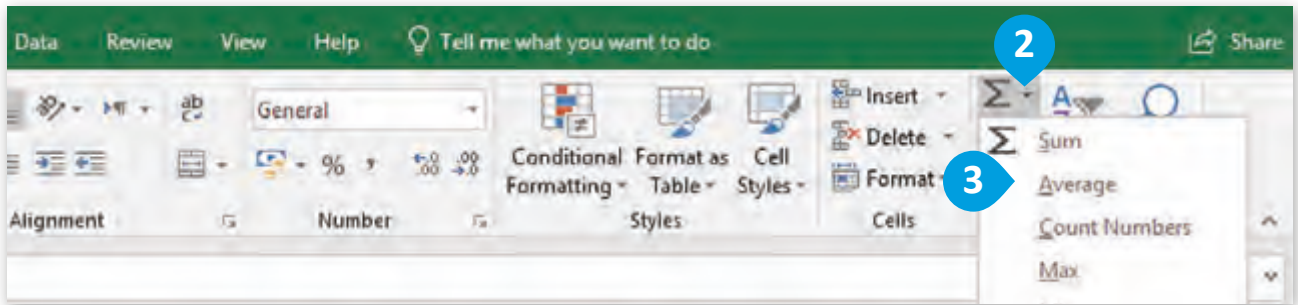 Data Review View Help Tell me what you want to do Share
2
ab General Insert
Delete Sum
% , .00 Conditional Format as Cell Format 3 Average
Formatting Table Styles
Alignment Number Styles Cells Count Numbers
Max